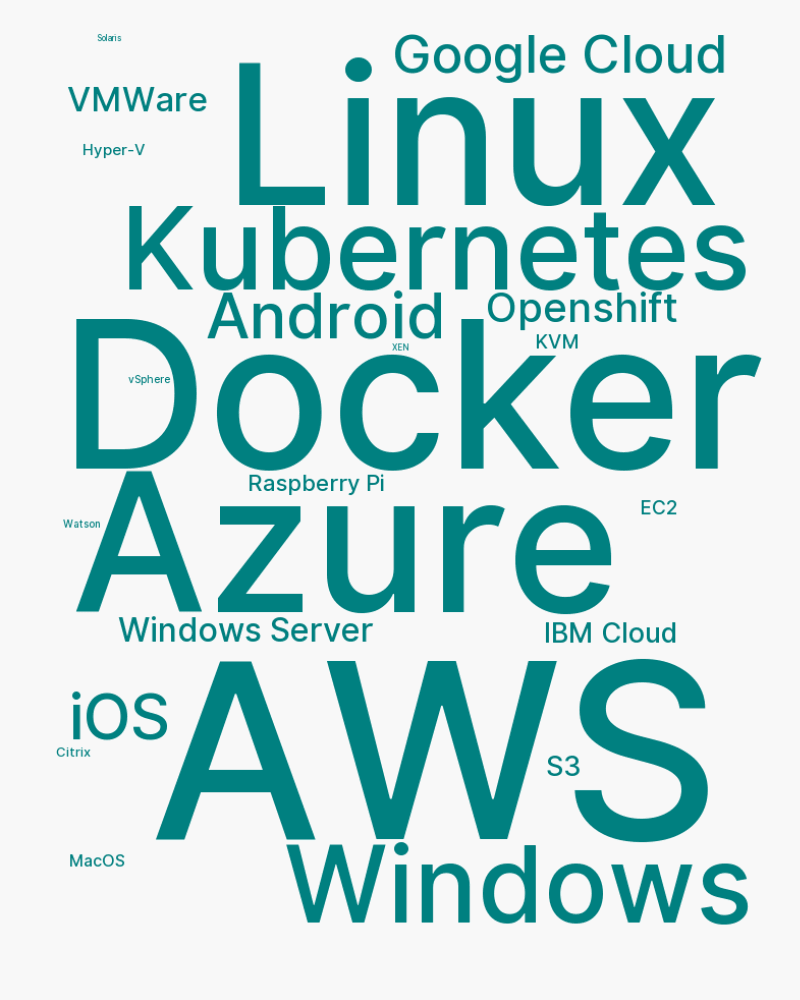 Solaris
Google Cloud
VMWare
Linux
Hyper-V
Kubernetes
Android
Openshift
KVM
XEN
Docker
vSphere
Raspberry Pi
EC2
Watson
Azure
Windows Server
IBM Cloud
iOS
AWS
Citrix
S3
MacOS
Windows